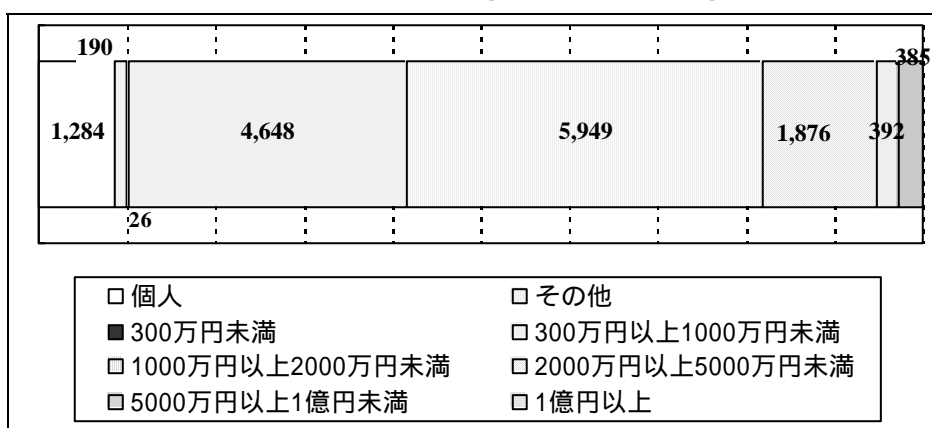 190 385
1,284 4,648 5,949 1,876 392
26
個人 その他
300万円未満 300万円以上1000万円未満
1000万円以上2000万円未満 2000万円以上5000万円未満
5000万円以上1億円未満 1億円以上